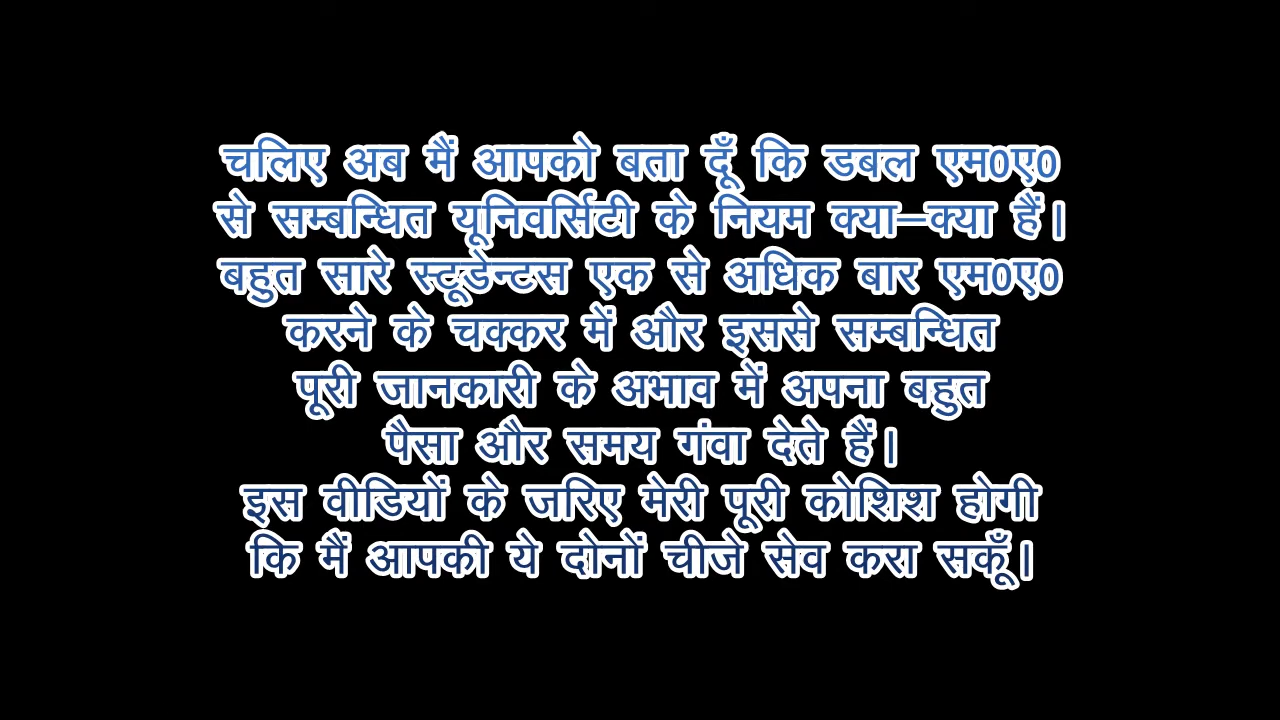 चलिए अब मैं आपको बता दूँ कि डबल एम0ए0
से सम्बन्धित यूनिवर्सिटी के नियम क्या–क्या हैं।
बहुत सारे स्टूडेन्टस एक से अधिक बार एम0ए0
करने के चक्कर में और इससे सम्बन्धित
पूरी जानकारी के अभाव में अपना बहुत
पैसा और समय गंवा देते हैं।
इस वीडियों के जरिए मेरी पूरी कोशिश होगी
कि मैं आपकी ये दोनों चीजे सेव करा सकूँ।